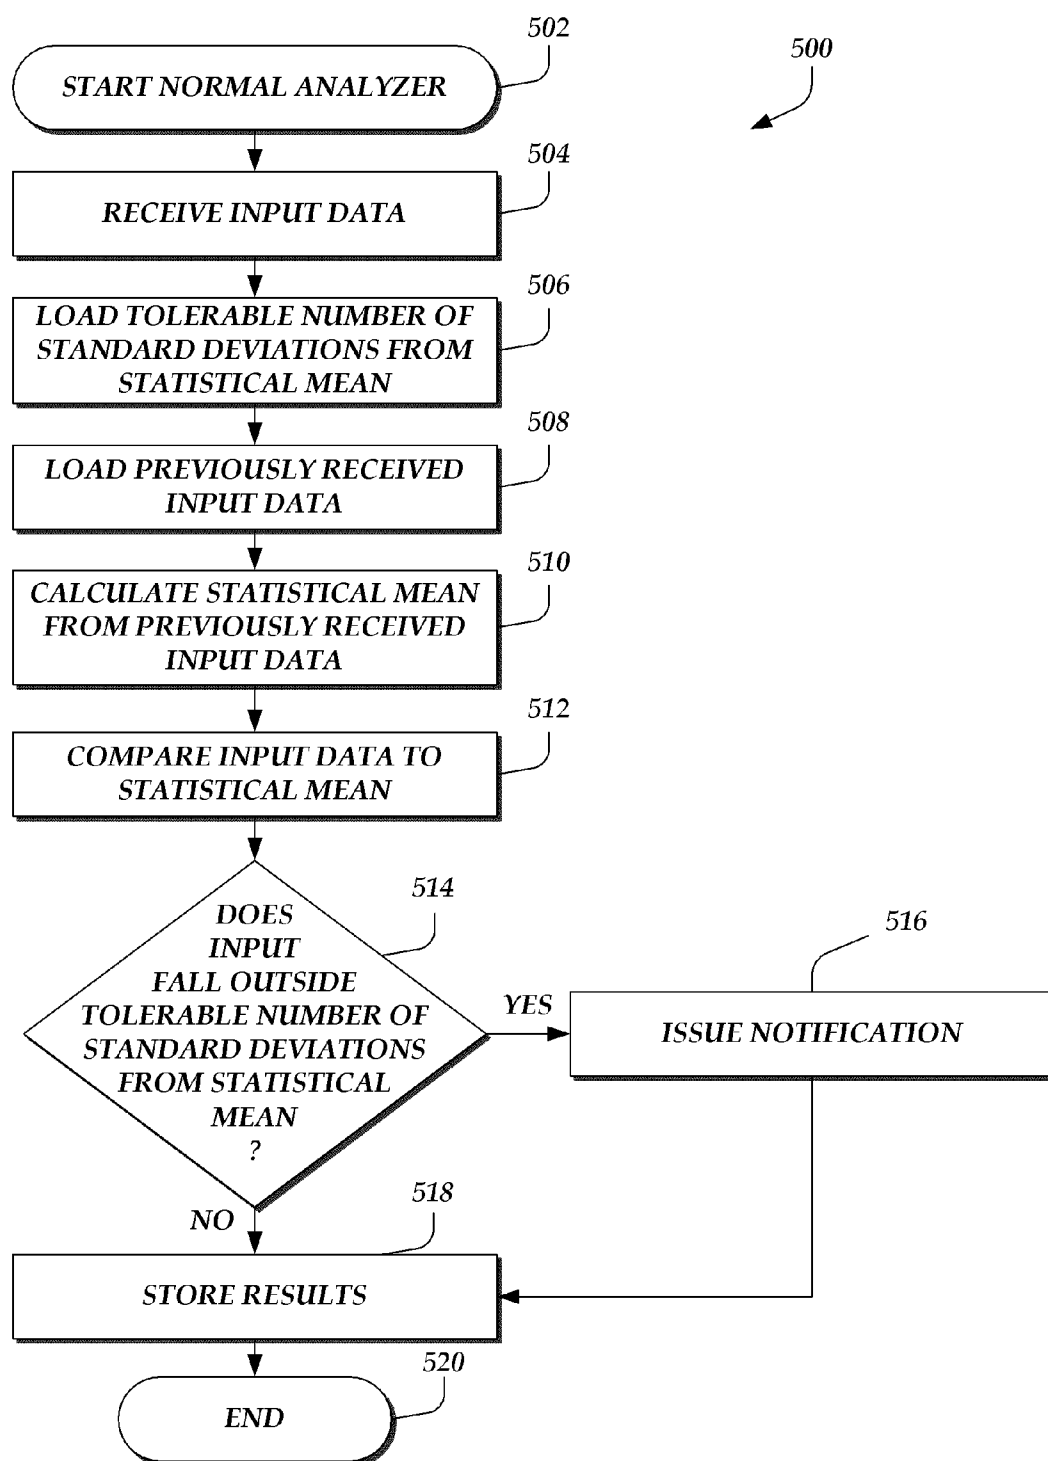 502
500
START NORMAL ANALYZER
504
RECEIVE INPUT DATA
506
LOAD TOLERABLE NUMBER OF
STANDARD DEVIATIONS FROM
STATISTICAL MEAN
508
LOAD PREVIOUSLY RECEIVED
INPUT DATA
510
CALCULATE STATISTICAL MEAN
FROM PREVIOUSLY RECEIVED
INPUT DATA
512
COMPARE INPUT DATA TO
STATISTICAL MEAN
514
DOES
INPUT
FALL OUTSIDE
TOLERABLE NUMBER OF
STANDARD DEVIATIONS
FROM STATISTICAL
MEAN
?
YES
516
ISSUE NOTIFICATION
NO
518
STORE RESULTS
520
END